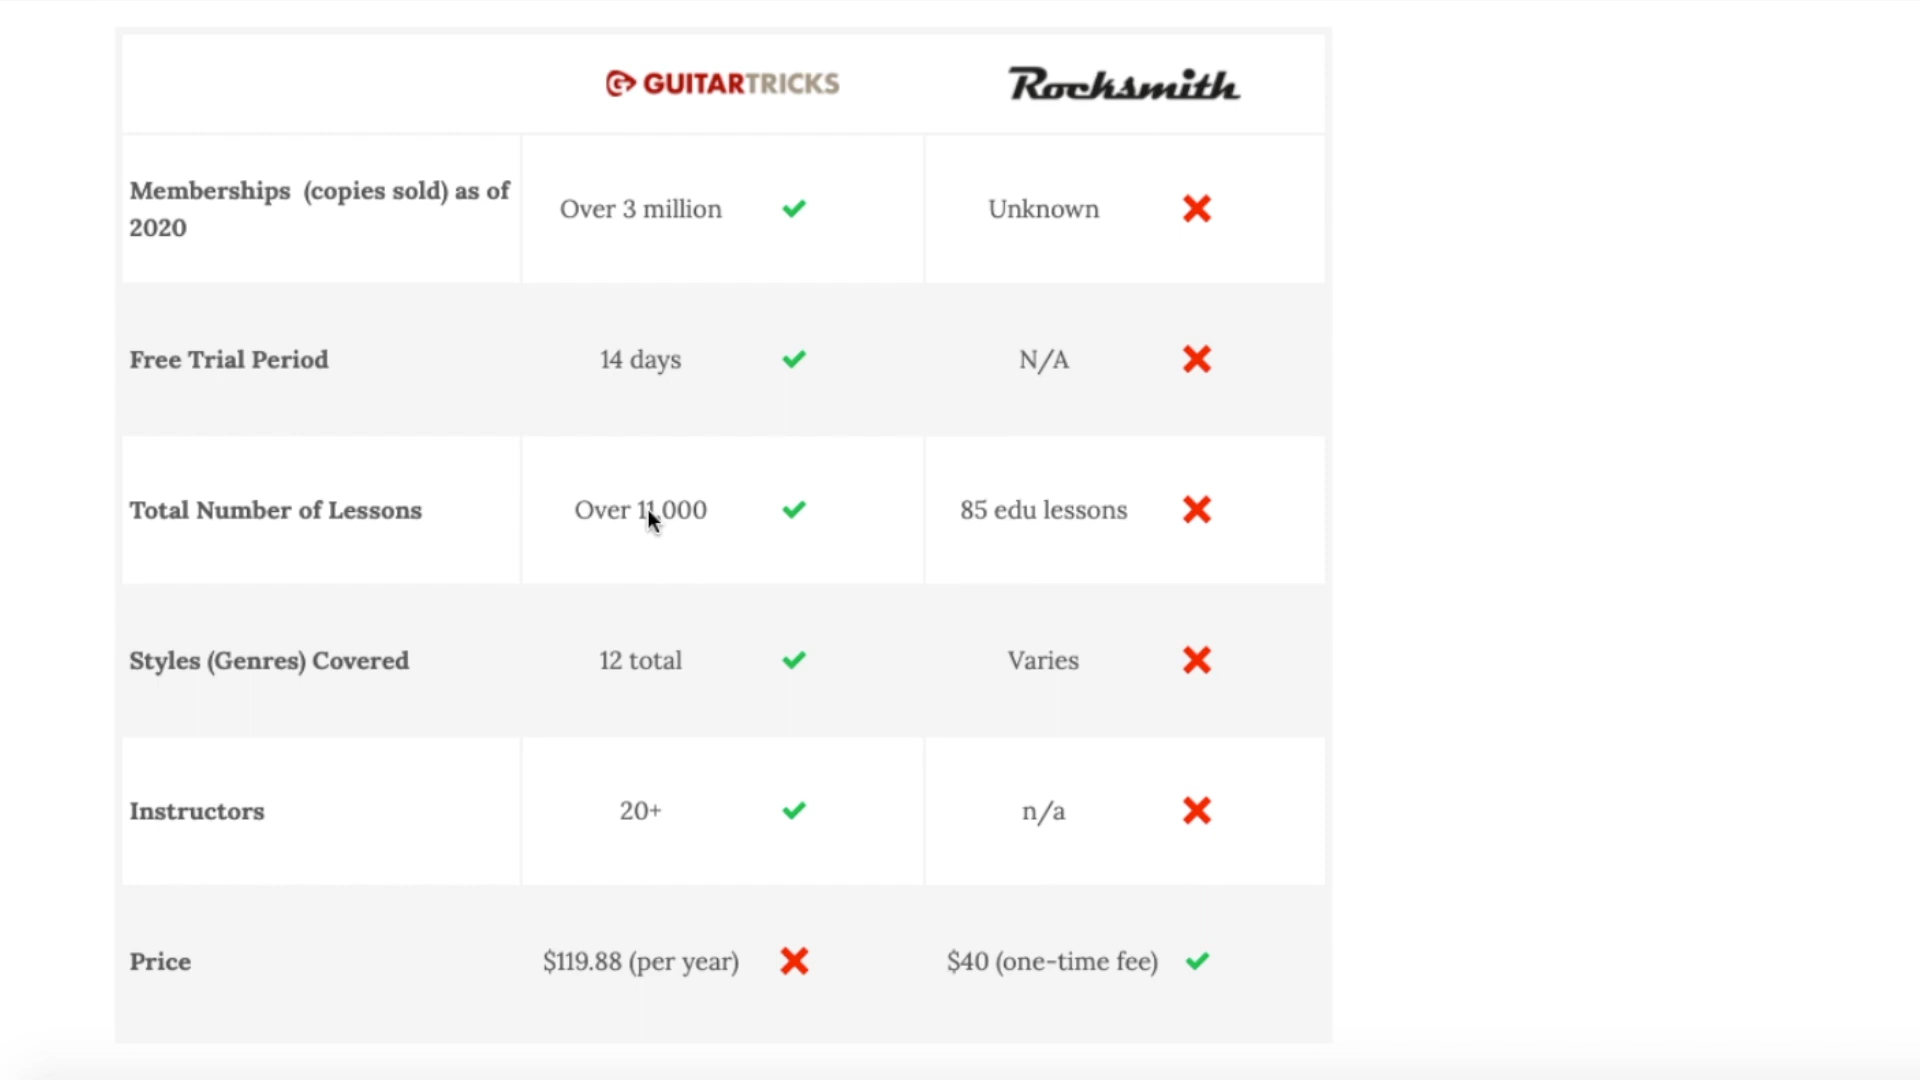 GUITARTRICKS
Rocksmith
Memberships (copies sold) as of
2020
Over 3 million
Unknown
Free Trial Period
14 days
N/A
Total Number of Lessons
Over 11,000
85 edu lessons
Styles (Genres) Covered
12 total
Varies
Instructors
20+
n/a
Price
$119.88 (per year)
$40 (one-time fee)